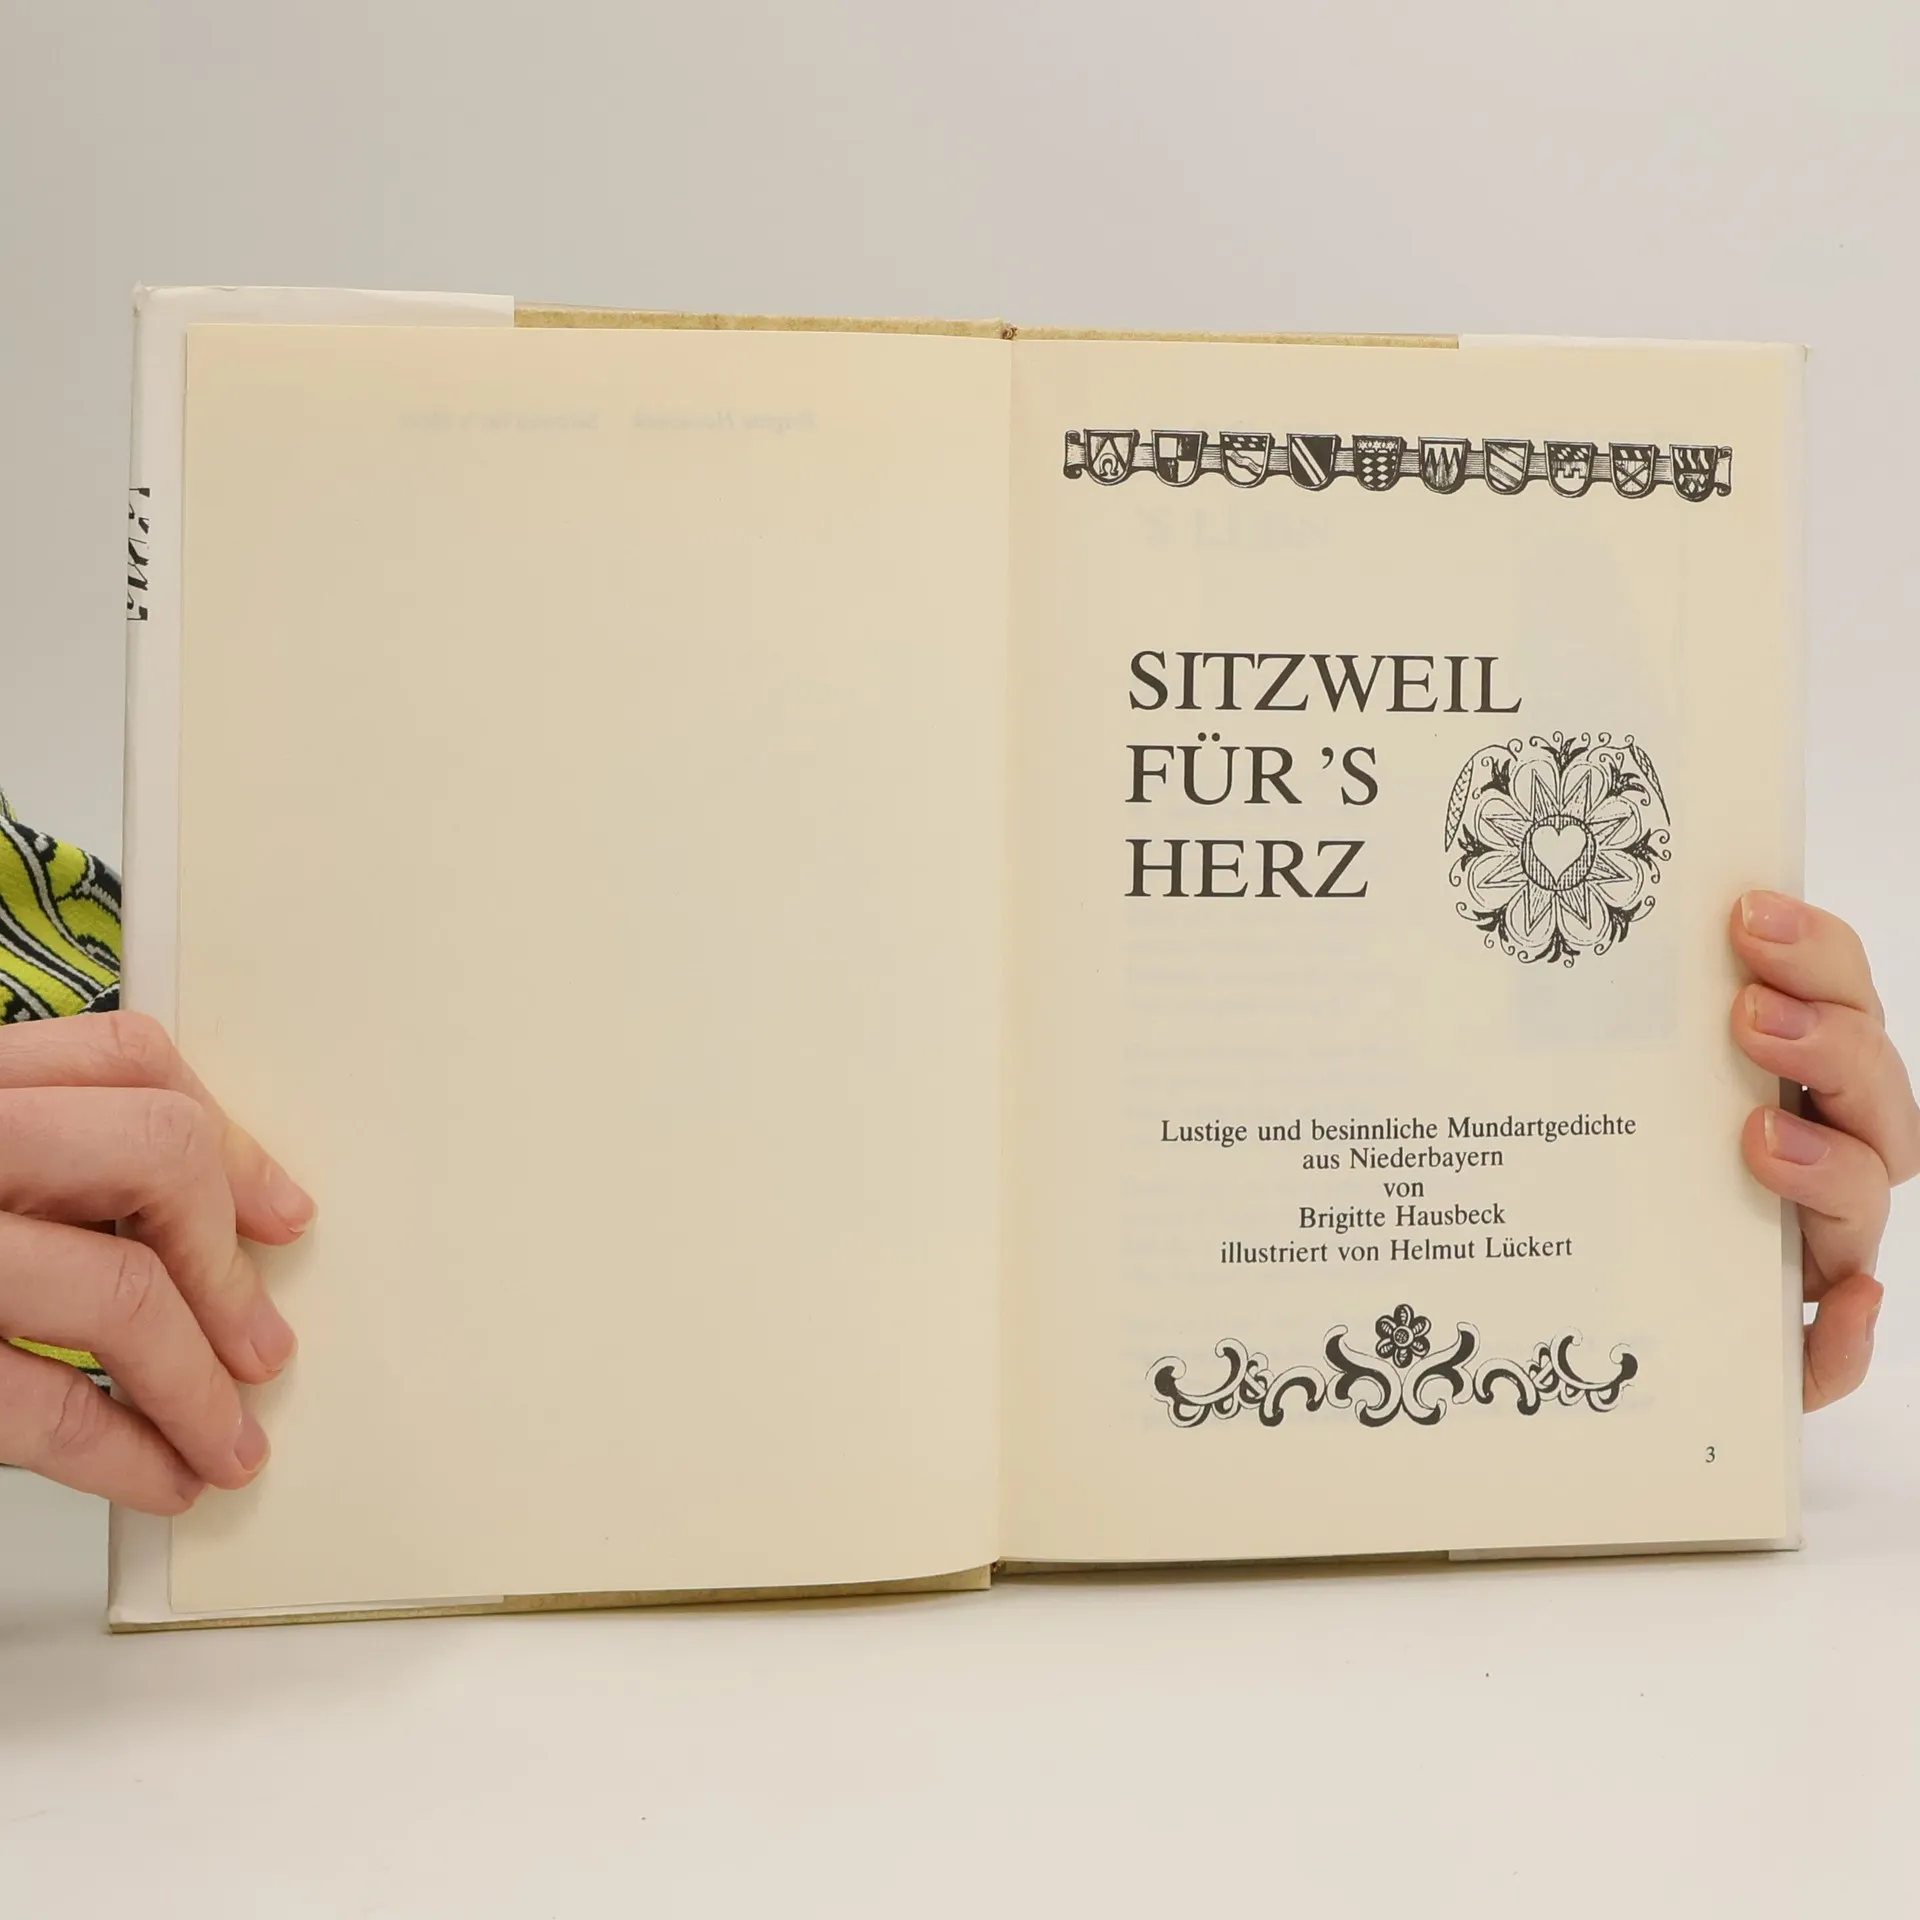 SITZWEIL
FÜR 'S
HERZ
Lustige und besinnliche Mundartgedichte
aus Niederbayern
von
Brigitte Hausbeck
illustriert von Helmut Lückert
3